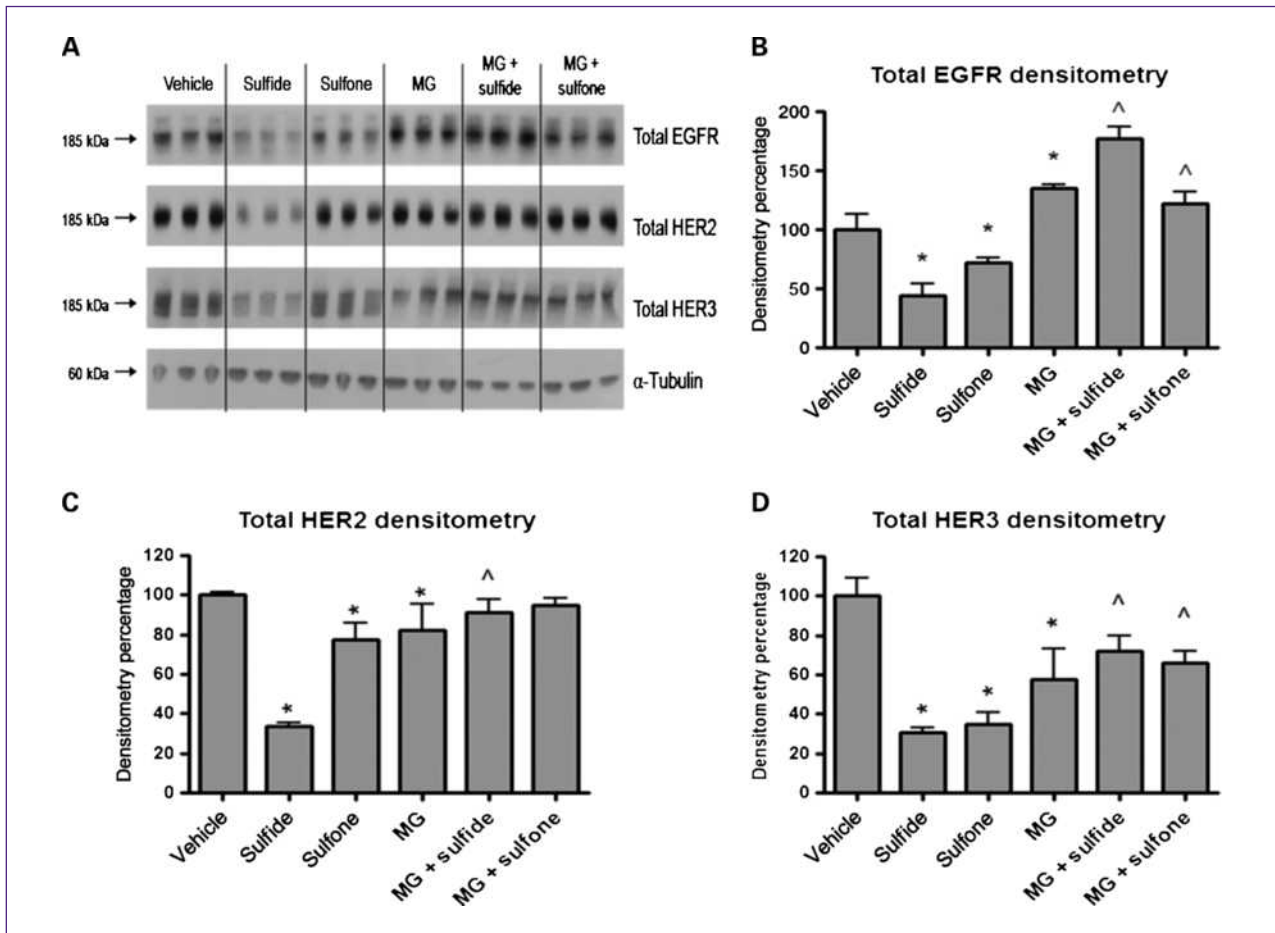 A
Vehicle Sulfide Sulfone MG MG + sulfide MG + sulfone
185 kDa → Total EGFR
185 kDa → Total HER2
185 kDa → Total HER3
60 kDa → α-Tubulin
B
Total EGFR densitometry
Densitometry percentage
200
150
100
50
0
* * * ^ ^
Vehicle
Sulfide
Sulfone
MG
MG + sulfide
MG + sulfone
C
Total HER2 densitometry
Densitometry percentage
120
100
80
60
40
20
0
* * * ^
Vehicle
Sulfide
Sulfone
MG
MG + sulfide
MG + sulfone
D
Total HER3 densitometry
Densitometry percentage
120
100
80
60
40
20
0
* * * ^ ^
Vehicle
Sulfide
Sulfone
MG
MG + sulfide
MG + sulfone